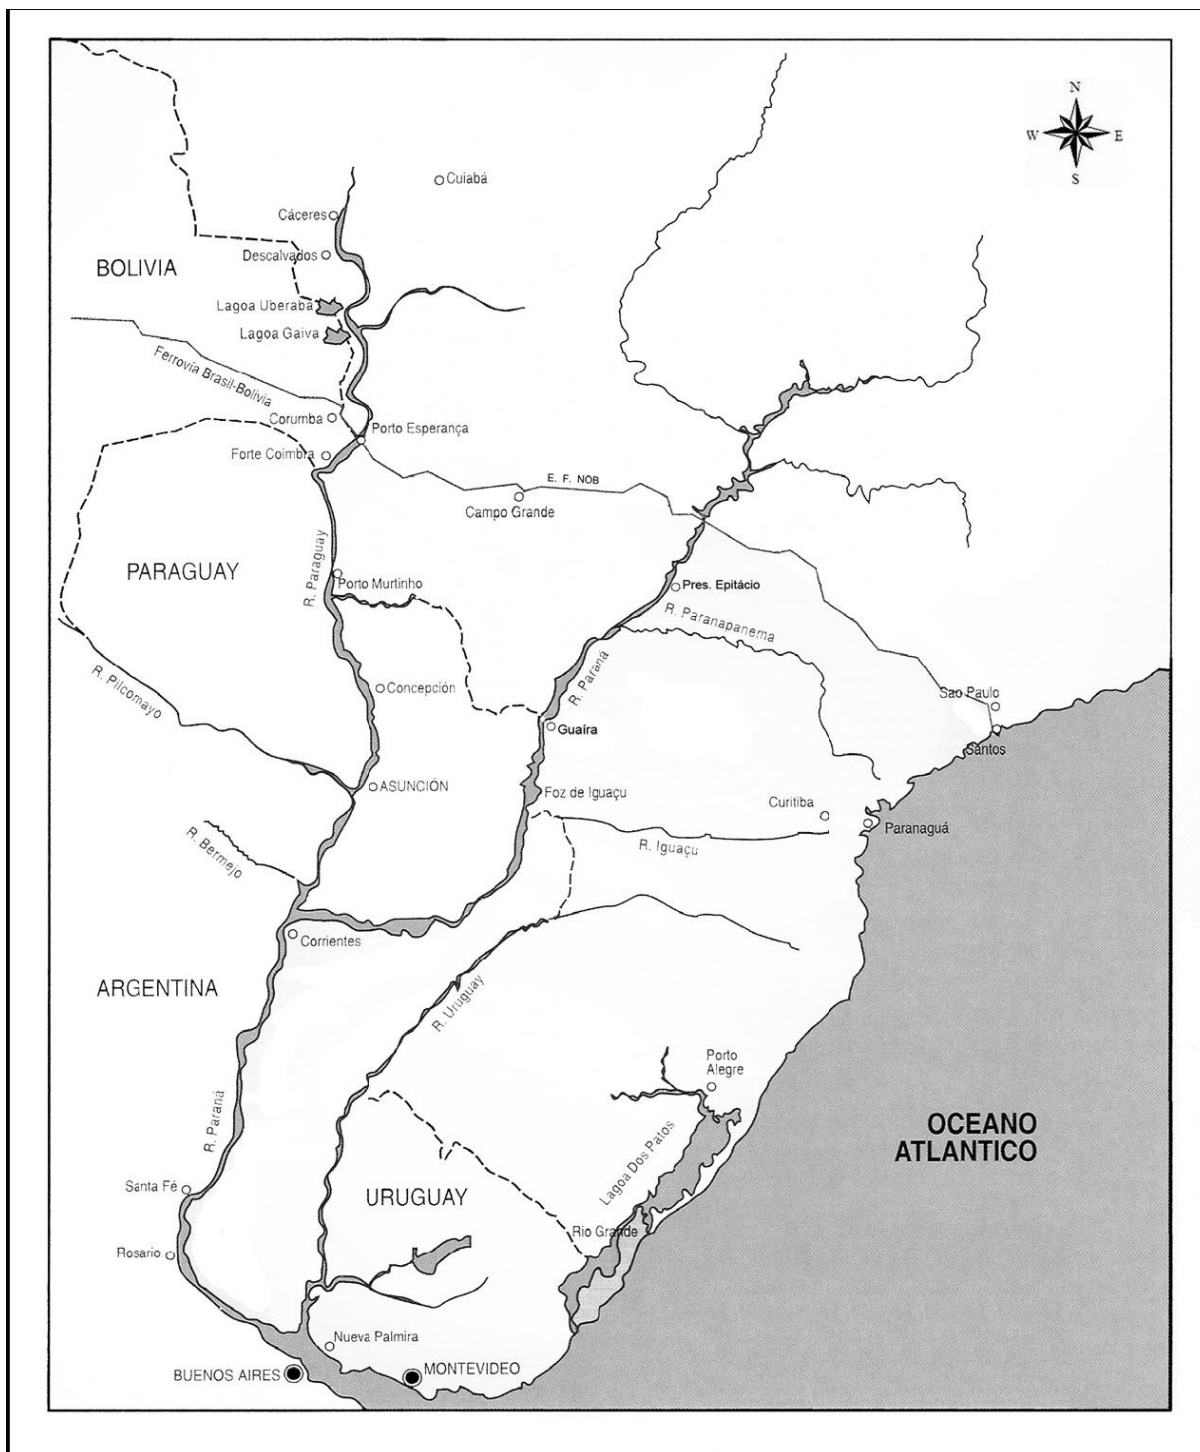 N
W E
S
Cuiabá
Cáceres
Descalvados
BOLIVIA
Lagoa Uberaba
Lagoa Gaiva
Ferrovía Brasil-Bolivia
Corumba
Porto Esperança
Forte Coimbra
E. F. NOB
Campo Grande
PARAGUAY
R. Paraguay
Porto Murtinho
Pres. Epitácio
R. Paranapanema
R. Pilcomayo
Concepción
R. Paraná
Sao Paulo
Guaíra
Santos
ASUNCIÓN
Foz de Iguaçu
Curitiba
Paranaguá
R. Bermejo
R. Iguaçu
Corrientes
ARGENTINA
R. Uruguay
Porto
Alegre
R. Paraná
OCEANO
ATLANTICO
Lagoa Dos Patos
Santa Fé
URUGUAY
Rio Grande
Rosario
Nueva Palmira
BUENOS AIRES
MONTEVIDEO